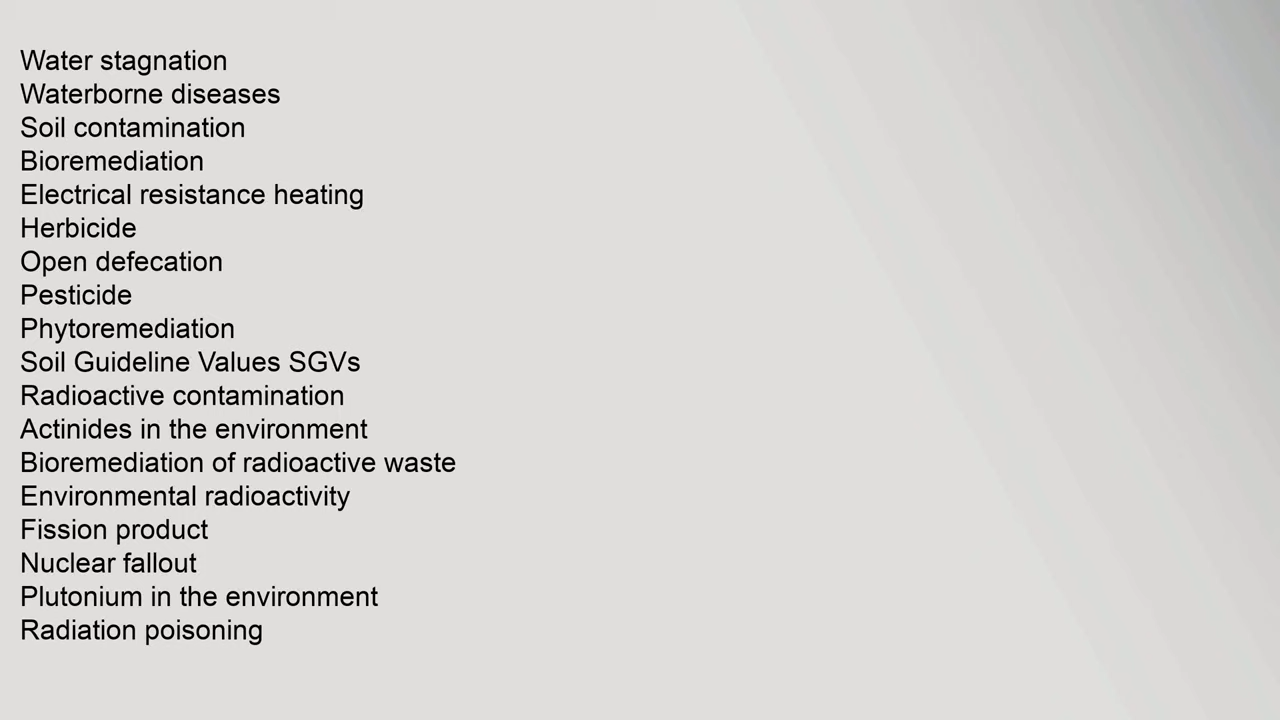 Water stagnation
Waterborne diseases
Soil contamination
Bioremediation
Electrical resistance heating
Herbicide
Open defecation
Pesticide
Phytoremediation
Soil Guideline Values SGVs
Radioactive contamination
Actinides in the environment
Bioremediation of radioactive waste
Environmental radioactivity
Fission product
Nuclear fallout
Plutonium in the environment
Radiation poisoning